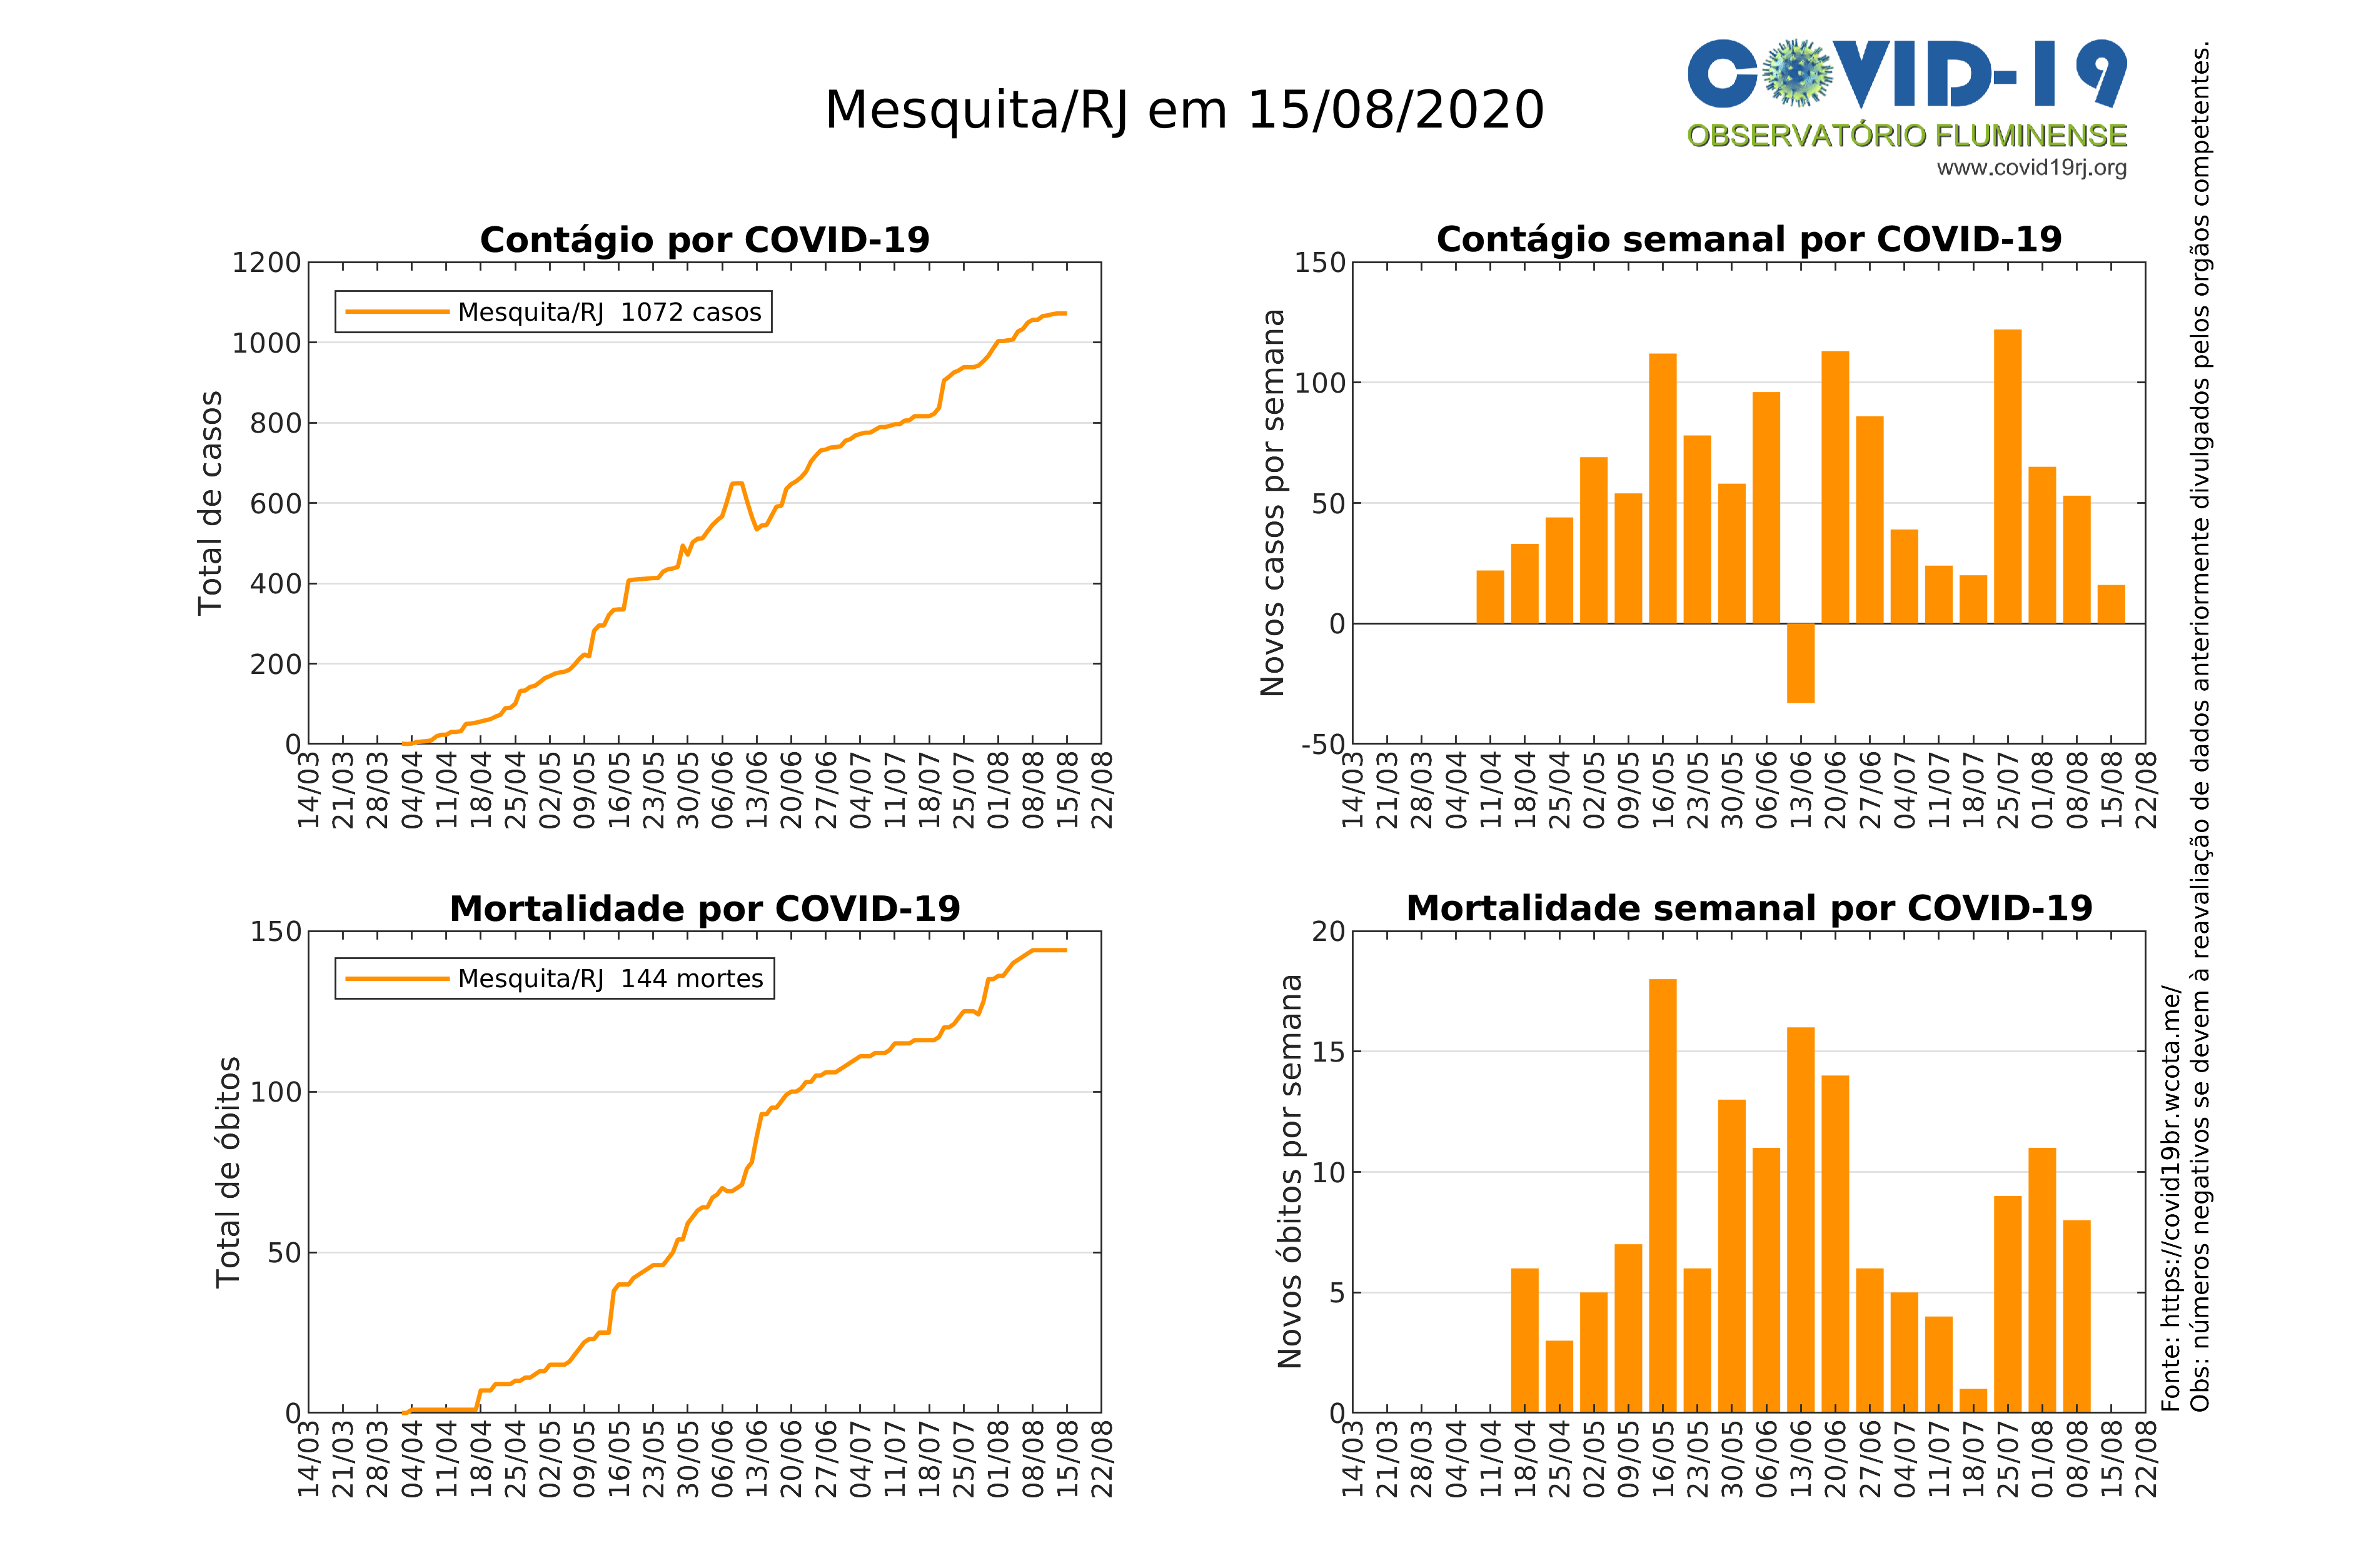 Mesquita/RJ em 15/08/2020
COVID-19
OBSERVATÓRIO FLUMINENSE
www.covid19rj.org
Contágio por COVID-19
Total de casos
1200
1000
800
600
400
200
0
Mesquita/RJ 1072 casos
14/03 21/03 28/03 04/04 11/04 18/04 25/04 02/05 09/05 16/05 23/05 30/05 06/06 13/06 20/06 27/06 04/07 11/07 18/07 25/07 01/08 08/08 15/08 22/08
Contágio semanal por COVID-19
Novos casos por semana
150
100
50
0
-50
14/03 21/03 28/03 04/04 11/04 18/04 25/04 02/05 09/05 16/05 23/05 30/05 06/06 13/06 20/06 27/06 04/07 11/07 18/07 25/07 01/08 08/08 15/08 22/08
Mortalidade por COVID-19
Total de óbitos
150
100
50
0
Mesquita/RJ 144 mortes
14/03 21/03 28/03 04/04 11/04 18/04 25/04 02/05 09/05 16/05 23/05 30/05 06/06 13/06 20/06 27/06 04/07 11/07 18/07 25/07 01/08 08/08 15/08 22/08
Mortalidade semanal por COVID-19
Novos óbitos por semana
20
15
10
5
0
14/03 21/03 28/03 04/04 11/04 18/04 25/04 02/05 09/05 16/05 23/05 30/05 06/06 13/06 20/06 27/06 04/07 11/07 18/07 25/07 01/08 08/08 15/08 22/08
Fonte: https://covid19br.wcota.me/
Obs: números negativos se devem à reavaliação de dados anteriormente divulgados pelos orgãos competentes.